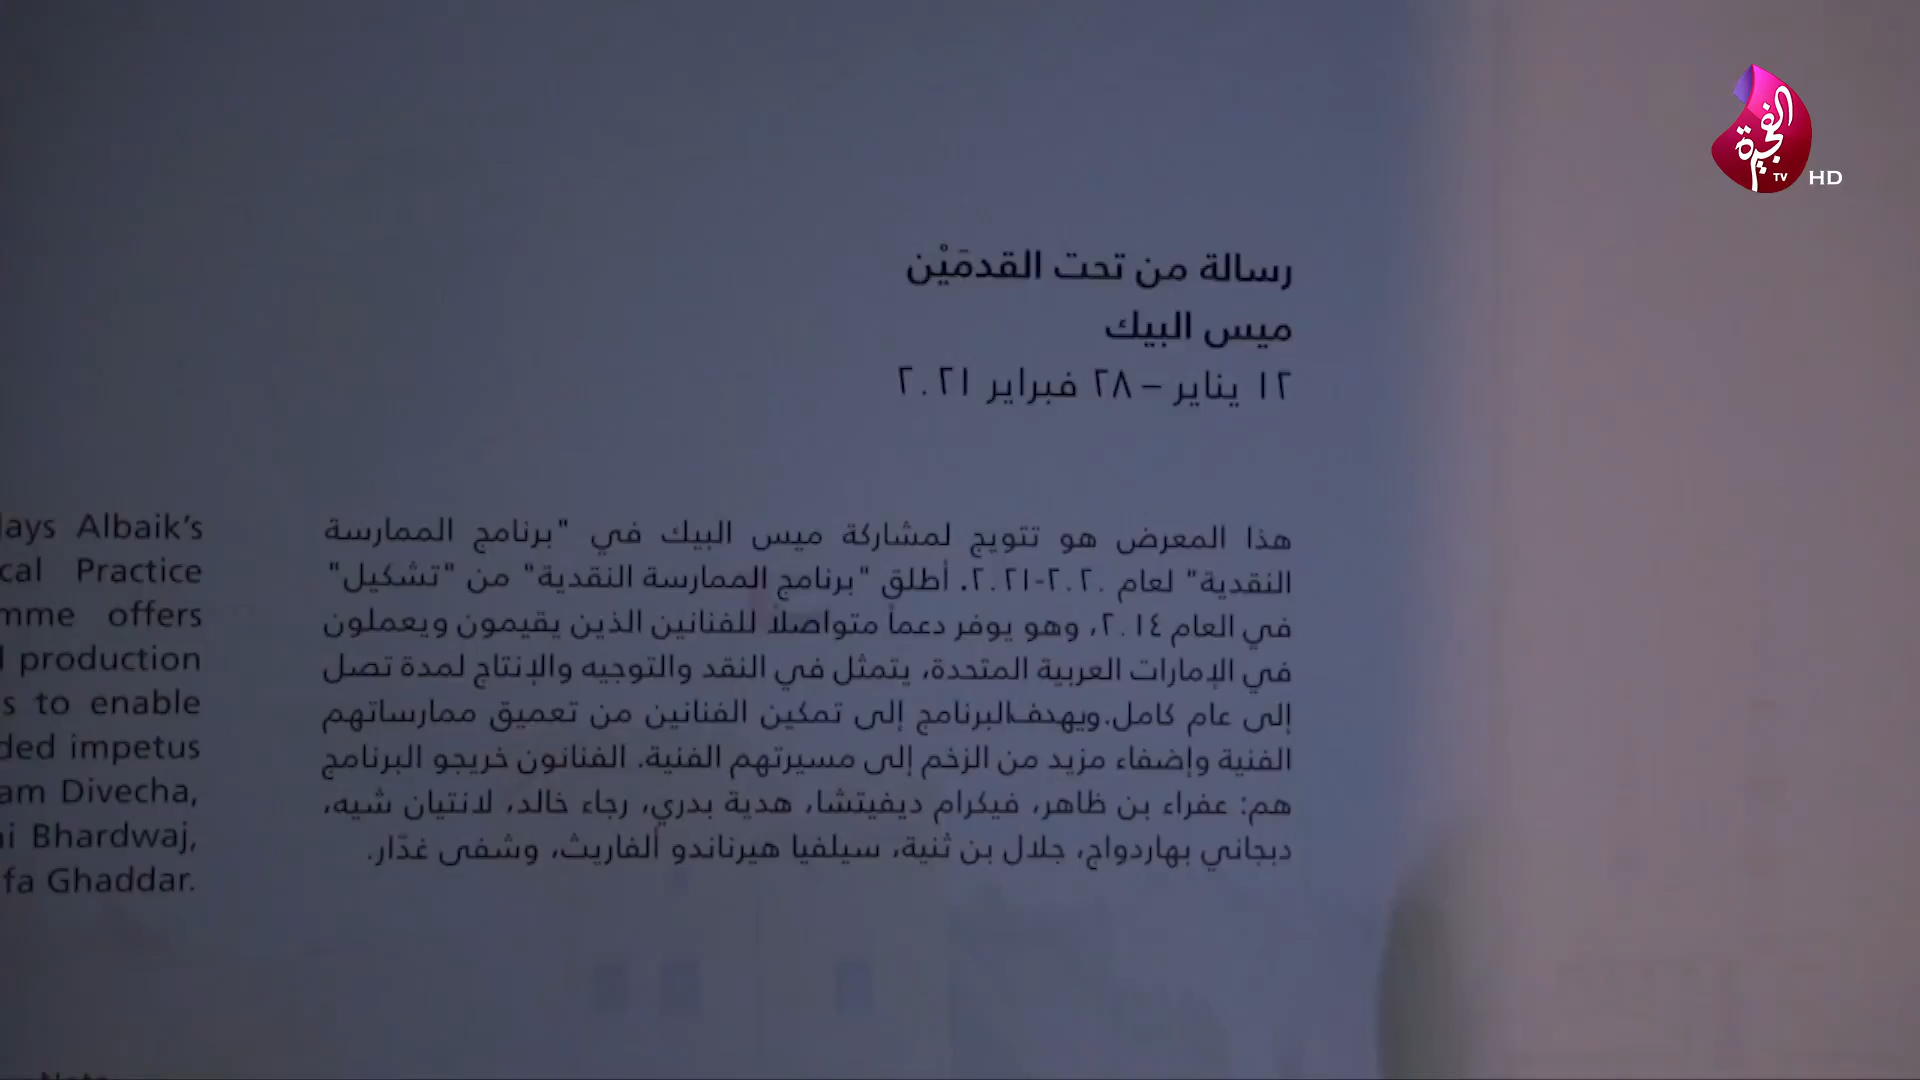 الفجيرة
TV HD
رسالة من تحت القدمَيْن
ميس البيك
١٢ يناير – ٢٨ فبراير ٢٠٢١
هذا المعرض هو تتويج لمشاركة ميس البيك في "برنامج الممارسة
النقدية" لعام ٢٠٢٠-٢٠٢١. أطلق "برنامج الممارسة النقدية" من "تشكيل"
في العام ٢٠١٤، وهو يوفر دعماً متواصلاً للفنانين الذين يقيمون ويعملون
في الإمارات العربية المتحدة، يتمثل في النقد والتوجيه والإنتاج لمدة تصل
إلى عام كامل.ويهدف البرنامج إلى تمكين الفنانين من تعميق ممارساتهم
الفنية وإضفاء مزيد من الزخم إلى مسيرتهم الفنية. الفنانون خريجو البرنامج
هم: عفراء بن ظاهر، فيكرام ديفيتشا، هدية بدري، رجاء خالد، لانتيان شيه،
دبجاني بهاردواج، جلال بن ثنية، سيلفيا هيرناندو ألفاريث، وشفى غدّار.
Albaik's
Practice
offers
production
s to enable
impetus
Divecha,
Bhardwaj,
Ghaddar.